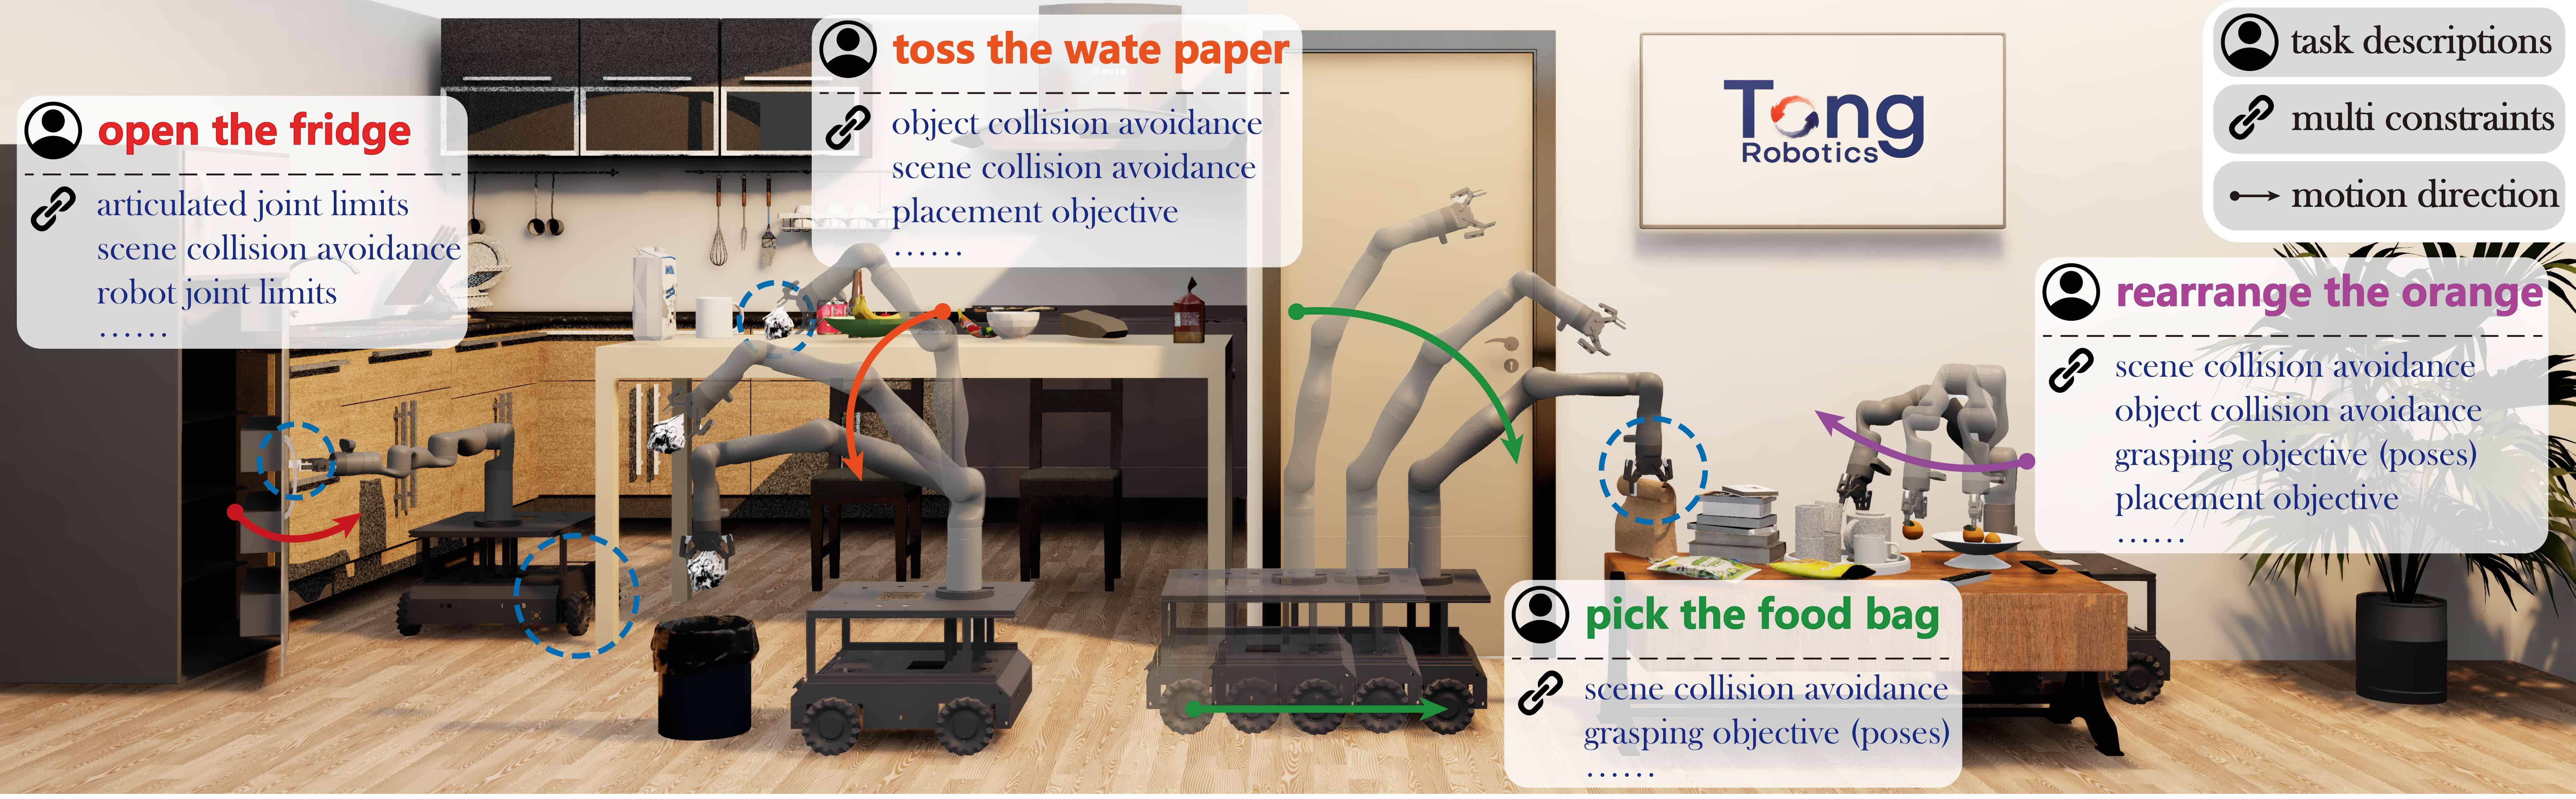 open the fridge
articulated joint limits
scene collision avoidance
robot joint limits
......
toss the wate paper
object collision avoidance
scene collision avoidance
placement objective
......
Tong
Robotics
task descriptions
multi constraints
motion direction
rearrange the orange
scene collision avoidance
object collision avoidance
grasping objective (poses)
placement objective
......
pick the food bag
scene collision avoidance
grasping objective (poses)
......